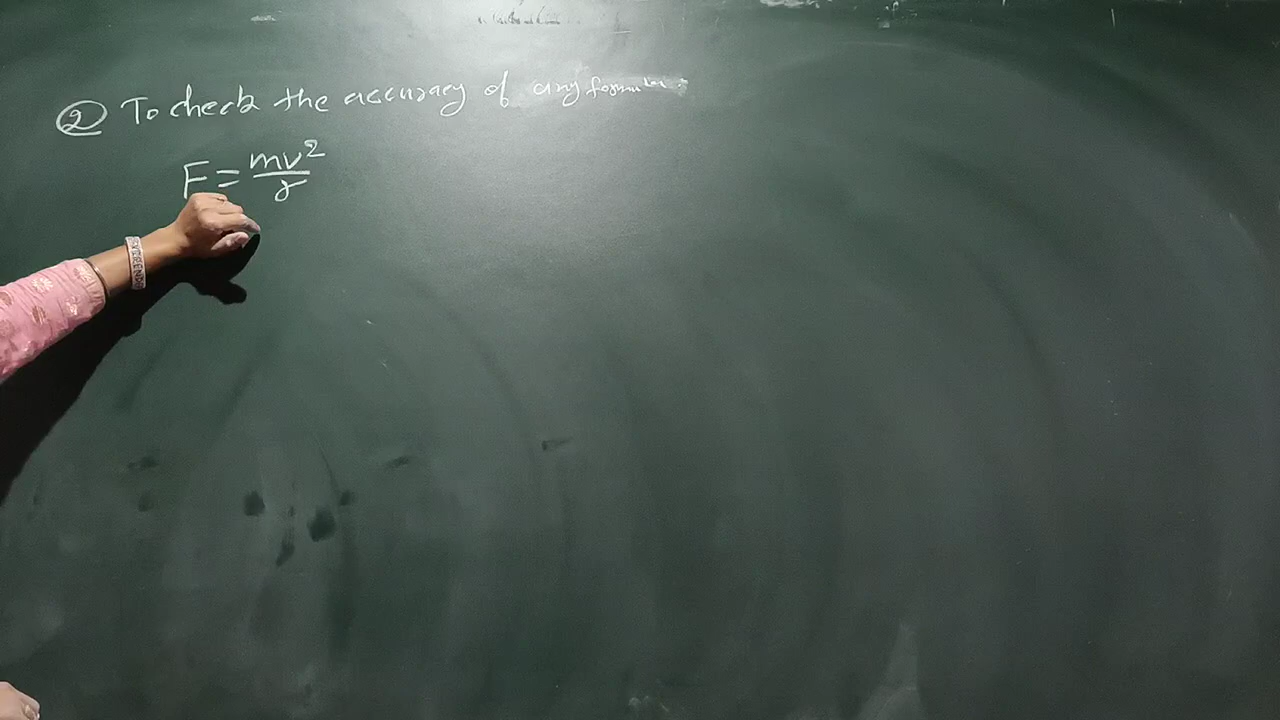 ② To check the accuracy of any formula:
F = mv²/r